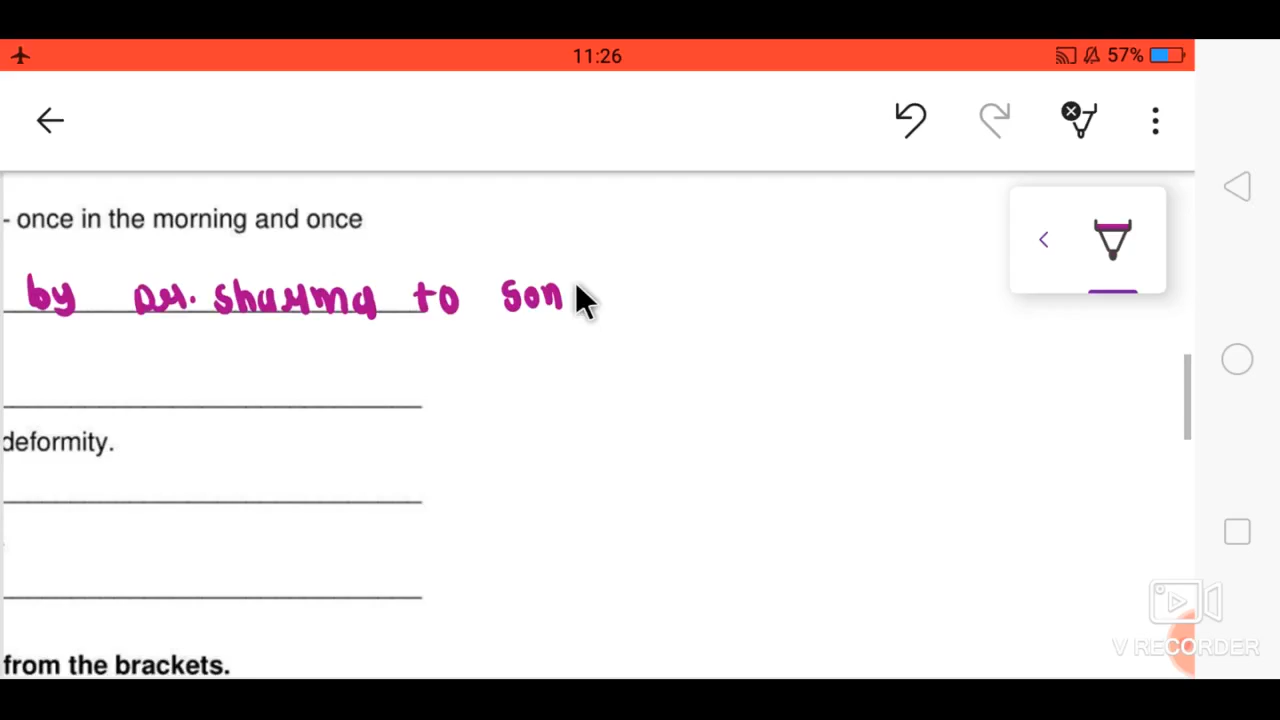 11:26
57%
- once in the morning and once
by Dr. Sharma to Son
deformity.
from the brackets.
V RECORDER